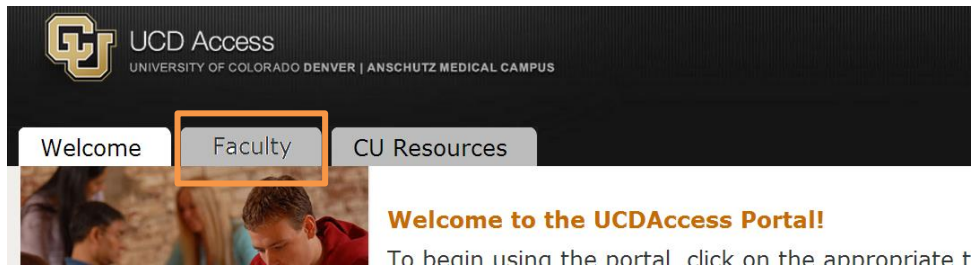 UCD Access
UNIVERSITY OF COLORADO DENVER | ANSCHUTZ MEDICAL CAMPUS
Welcome Faculty CU Resources
Welcome to the UCDAccess Portal!
To begin using the portal, click on the appropriate t